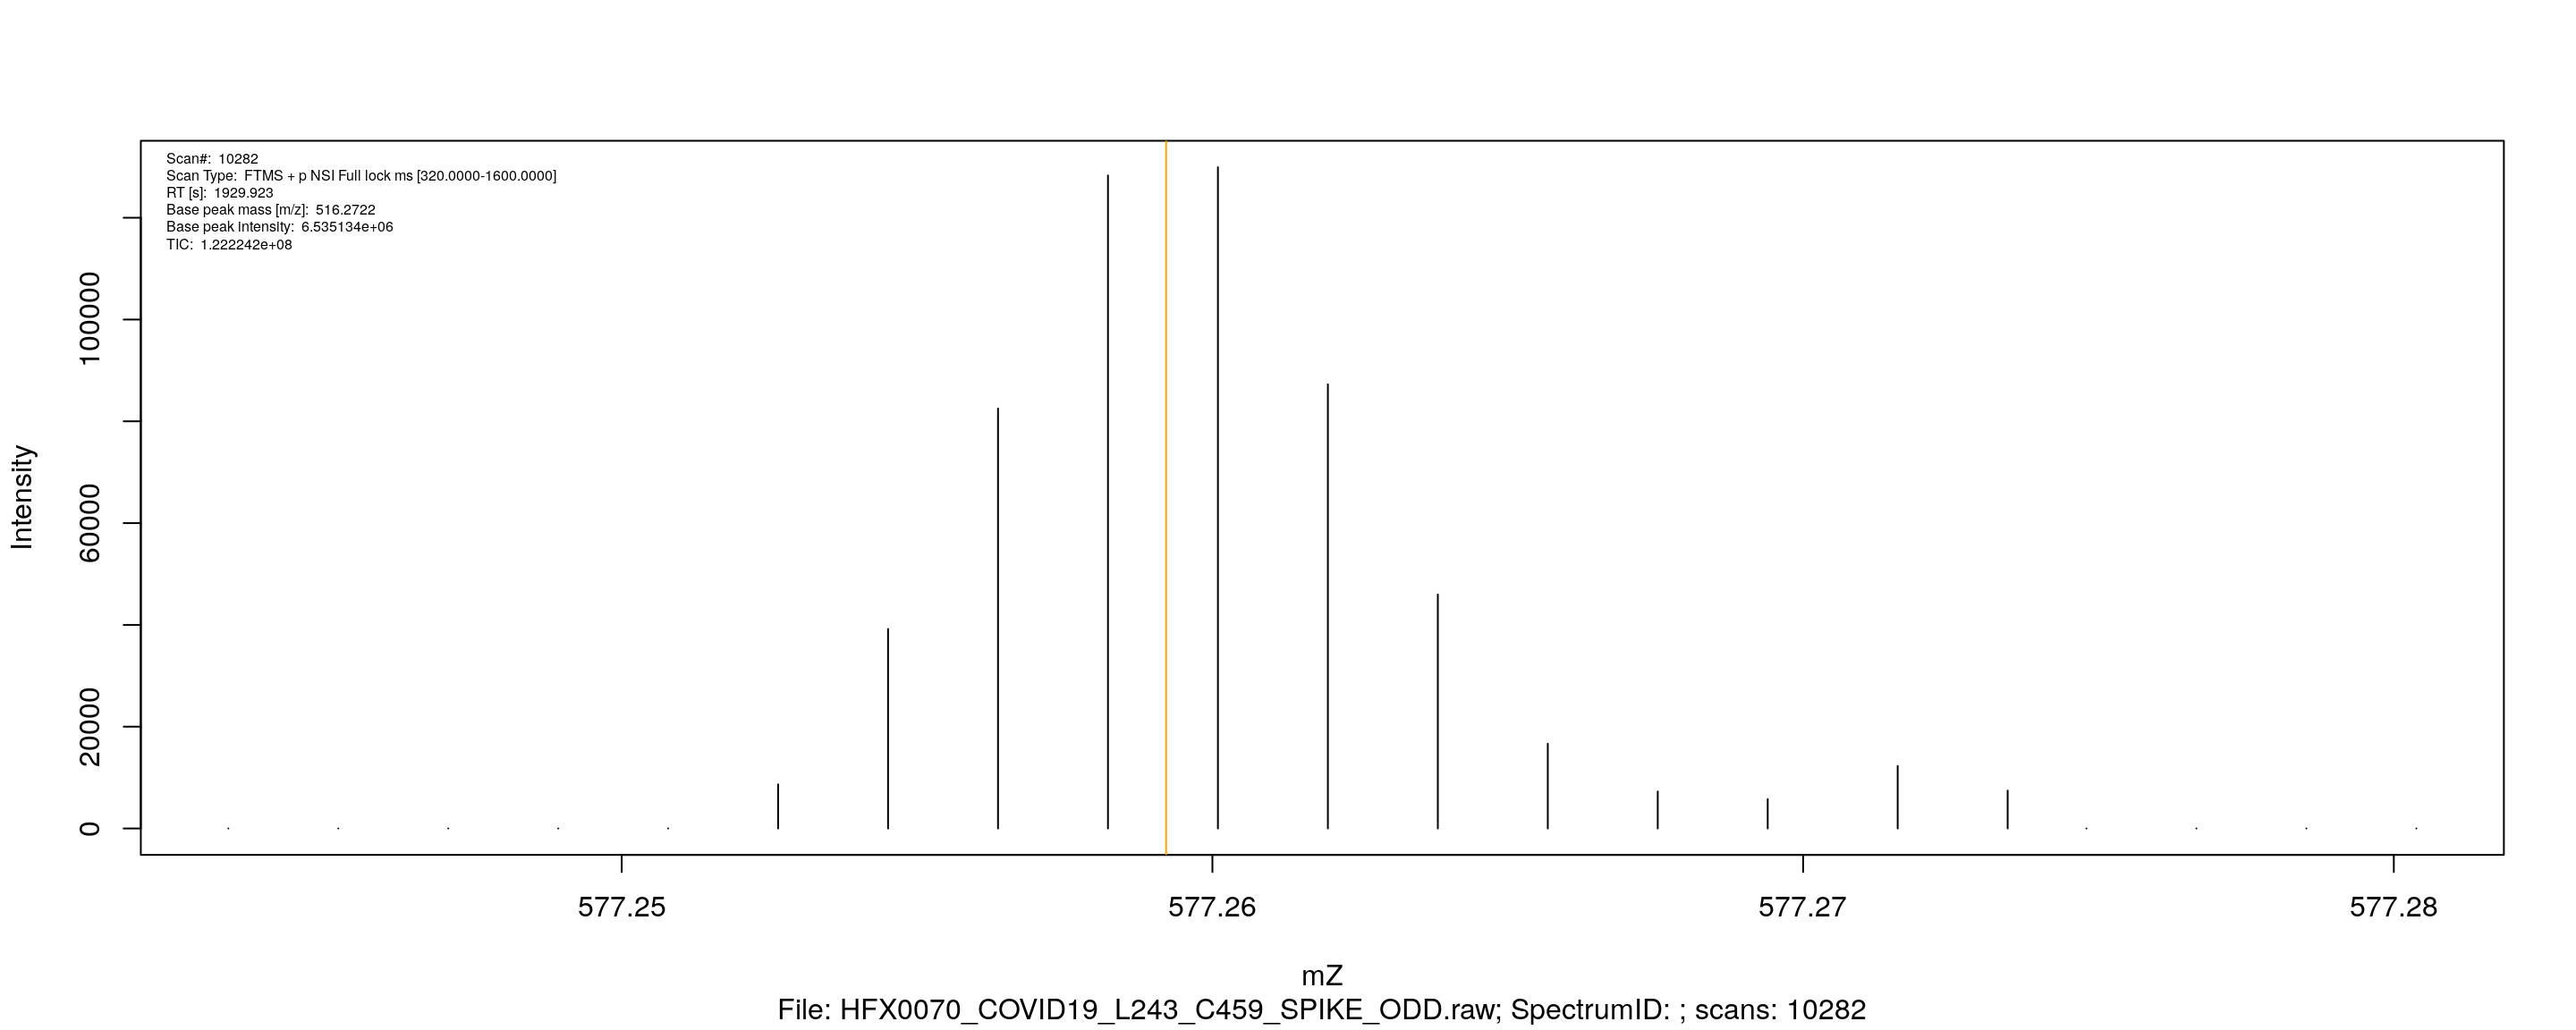 Scan#: 10282
Scan Type: FTMS + p NSI Full lock ms [320.0000-1600.0000]
RT [s]: 1929.923
Base peak mass [m/z]: 516.2722
Base peak intensity: 6.535134e+06
TIC: 1.222242e+08
Intensity
100000
60000
20000
0
577.25 577.26 577.27 577.28
mZ
File: HFX0070_COVID19_L243_C459_SPIKE_ODD.raw; SpectrumID: ; scans: 10282